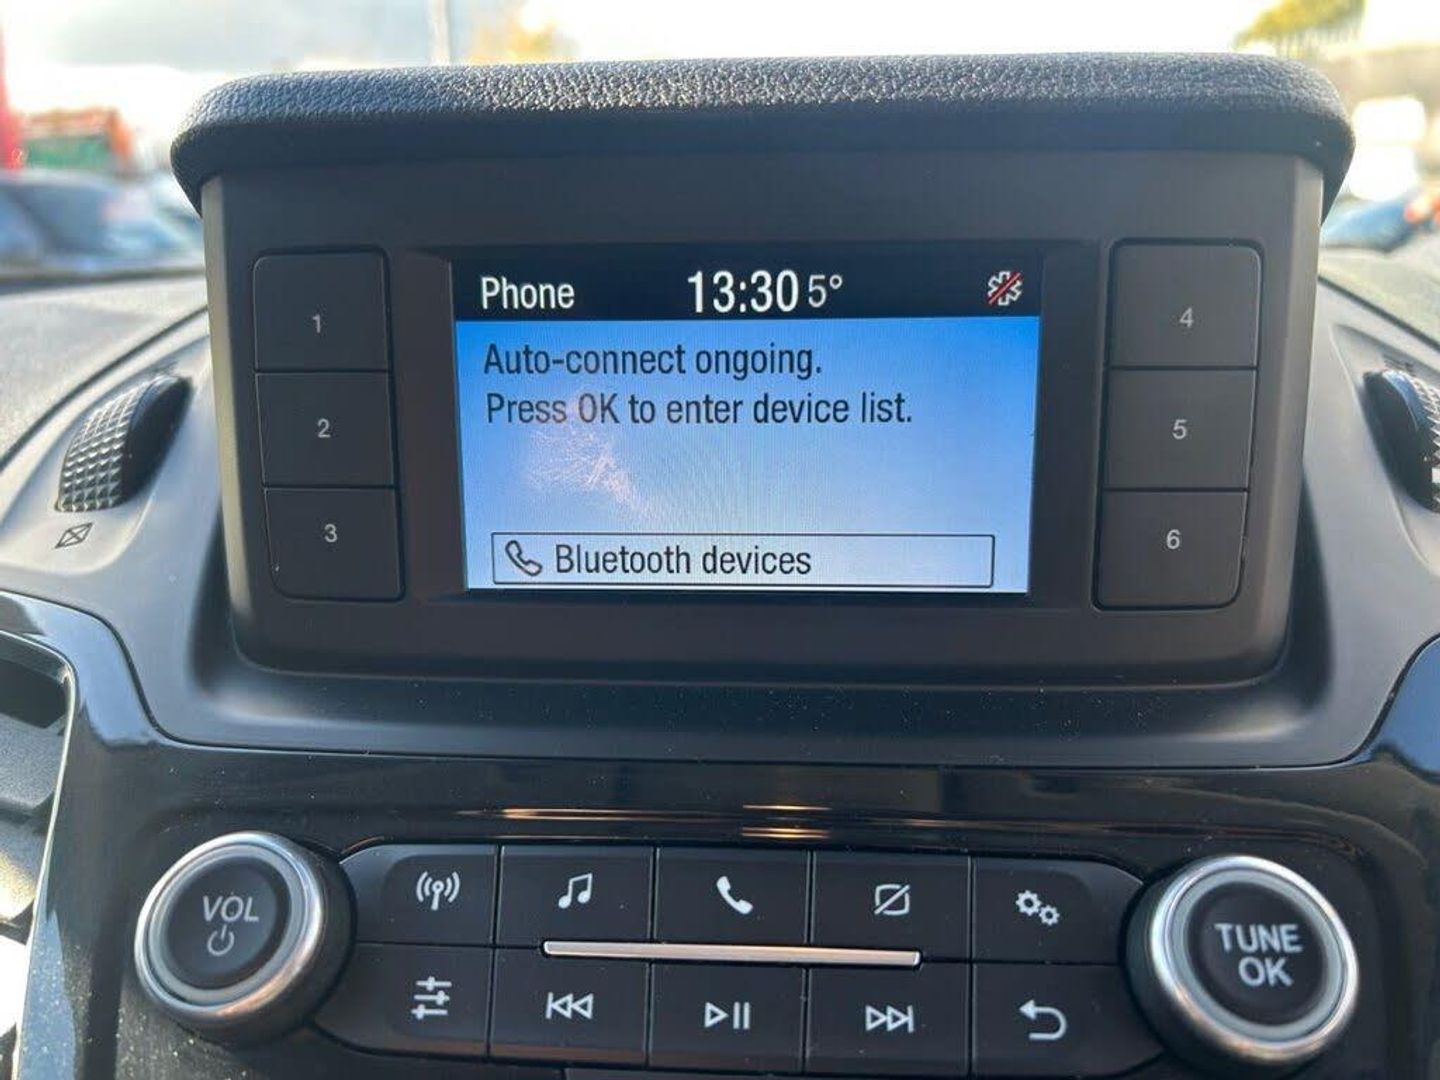 Phone 13:30 5°
Auto-connect ongoing.
Press OK to enter device list.
Bluetooth devices
1
2
3
4
5
6
VOL
TUNE
OK